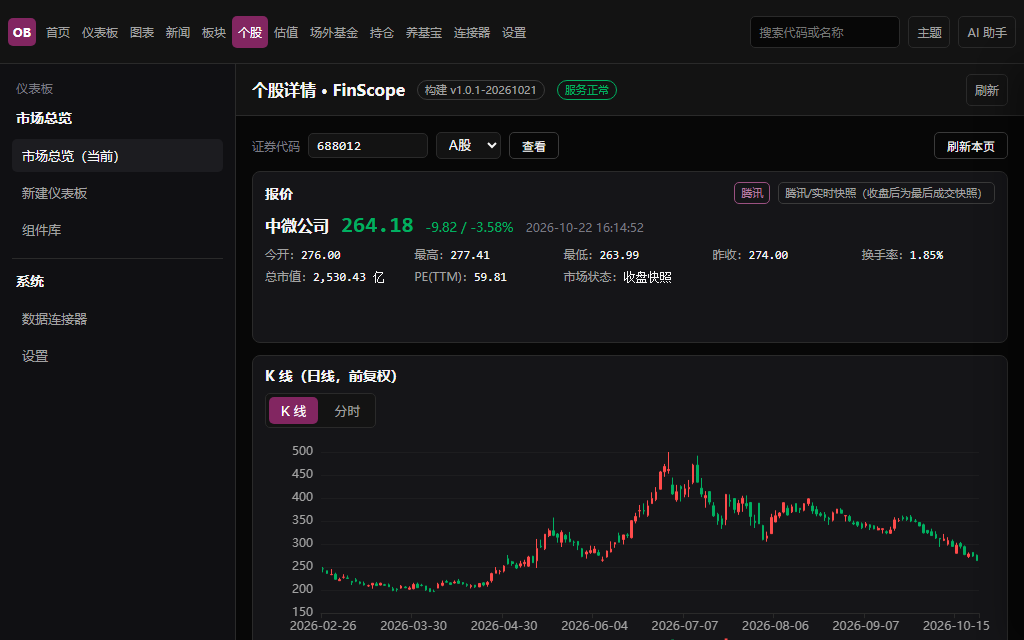 OB 首页 仪表板 图表 新闻 板块 个股 估值 场外基金 持仓 养基宝 连接器 设置 搜索代码或名称 主题 AI 助手
仪表板
市场总览
市场总览（当前）
新建仪表板
组件库
系统
数据连接器
设置
个股详情 • FinScope 构建 v1.0.1-20261021 服务正常 刷新
证券代码 688012 A股 查看 刷新本页
报价 腾讯 腾讯/实时快照（收盘后为最后成交快照）
中微公司 264.18 -9.82 / -3.58% 2026-10-22 16:14:52
今开: 276.00 最高: 277.41 最低: 263.99 昨收: 274.00 换手率: 1.85%
总市值: 2,530.43 亿 PE(TTM): 59.81 市场状态: 收盘快照
K 线（日线，前复权）
K 线 分时
500
450
400
350
300
250
200
150
2026-02-26 2026-03-30 2026-04-30 2026-06-04 2026-07-07 2026-08-06 2026-09-07 2026-10-15